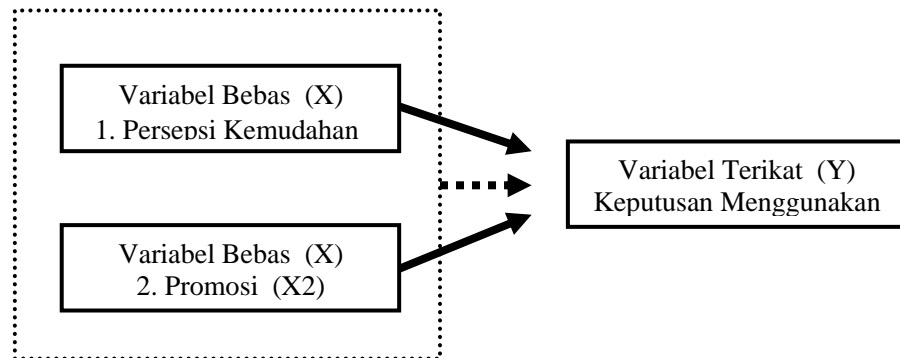 Variabel Bebas (X)
1. Persepsi Kemudahan
Variabel Terikat (Y)
Keputusan Menggunakan
Variabel Bebas (X)
2. Promosi (X2)